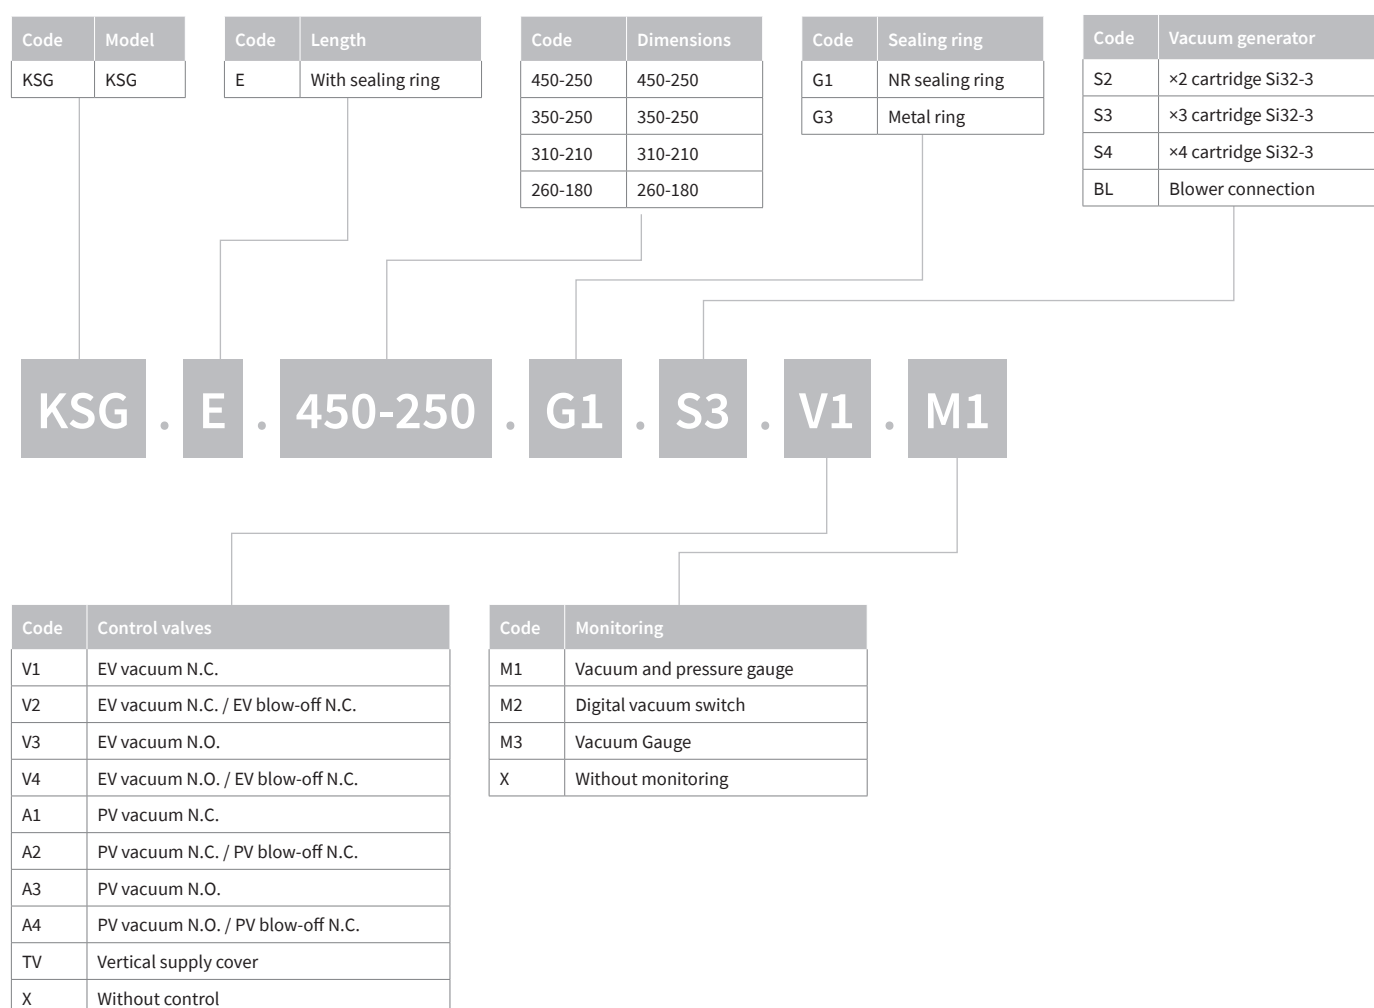 Code Model
KSG KSG
Code Length
E With sealing ring
Code Dimensions
450-250 450-250
350-250 350-250
310-210 310-210
260-180 260-180
Code Sealing ring
G1 NR sealing ring
G3 Metal ring
Code Vacuum generator
S2 ×2 cartridge Si32-3
S3 ×3 cartridge Si32-3
S4 ×4 cartridge Si32-3
BL Blower connection
KSG . E . 450-250 . G1 . S3 . V1 . M1
Code Control valves
V1 EV vacuum N.C.
V2 EV vacuum N.C. / EV blow-off N.C.
V3 EV vacuum N.O.
V4 EV vacuum N.O. / EV blow-off N.C.
A1 PV vacuum N.C.
A2 PV vacuum N.C. / PV blow-off N.C.
A3 PV vacuum N.O.
A4 PV vacuum N.O. / PV blow-off N.C.
TV Vertical supply cover
X Without control
Code Monitoring
M1 Vacuum and pressure gauge
M2 Digital vacuum switch
M3 Vacuum Gauge
X Without monitoring